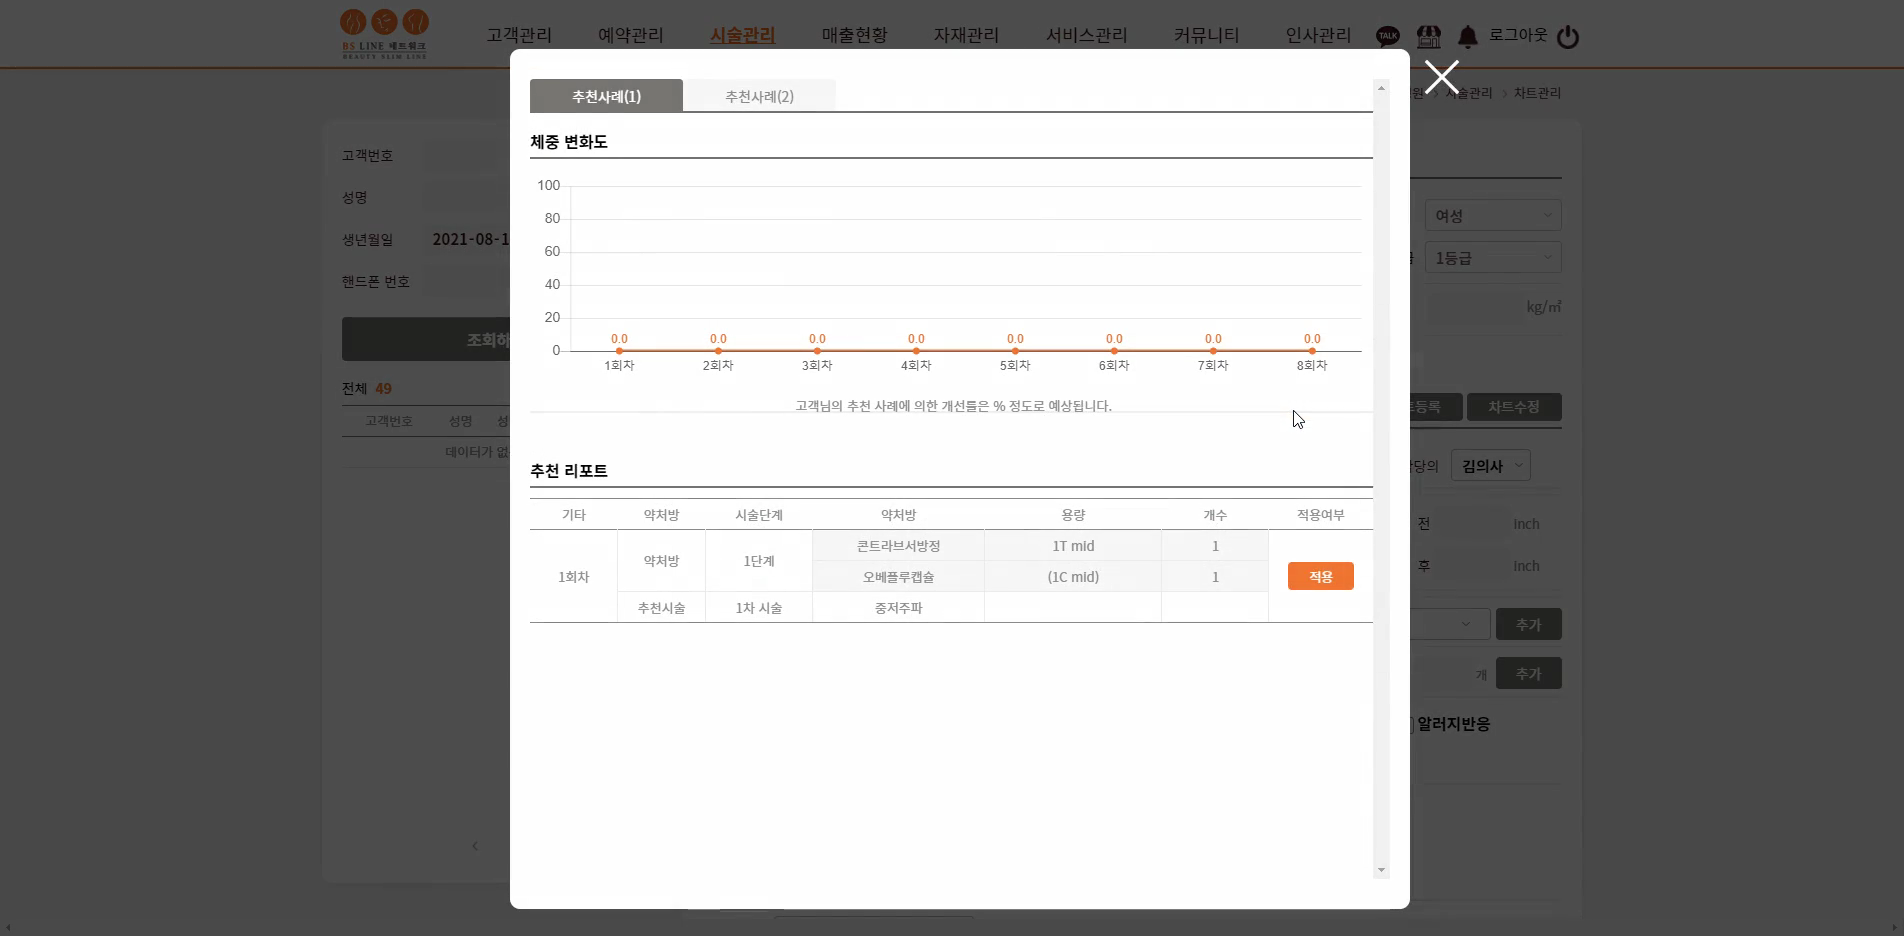 BS LINE 네트워크
BEAUTY SLIM LINE
고객관리 예약관리 시술관리 매출현황 자재관리 서비스관리 커뮤니티 인사관리 TALK 로그아웃
시술관리 > 차트관리
추천사례(1) 추천사례(2)
체중 변화도
100
80
60
40
20
0
0.0 0.0 0.0 0.0 0.0 0.0 0.0 0.0
1회차 2회차 3회차 4회차 5회차 6회차 7회차 8회차
고객님의 추천 사례에 의한 개선률은 % 정도로 예상됩니다.
추천 리포트
기타 약처방 시술단계 약처방 용량 개수 적용여부
1회차 약처방 1단계 콘트라브서방정 1T mid 1 적용
오베플루캡슐 (1C mid) 1
추천시술 1차 시술 중저주파
고객번호
성명
생년월일 2021-08-1
핸드폰 번호
조회하
전체 49
고객번호 성명
데이터가 없
여성
1등급
kg/㎡
등록 차트수정
당의 김의사
전 inch
후 inch
추가
개 추가
알러지반응